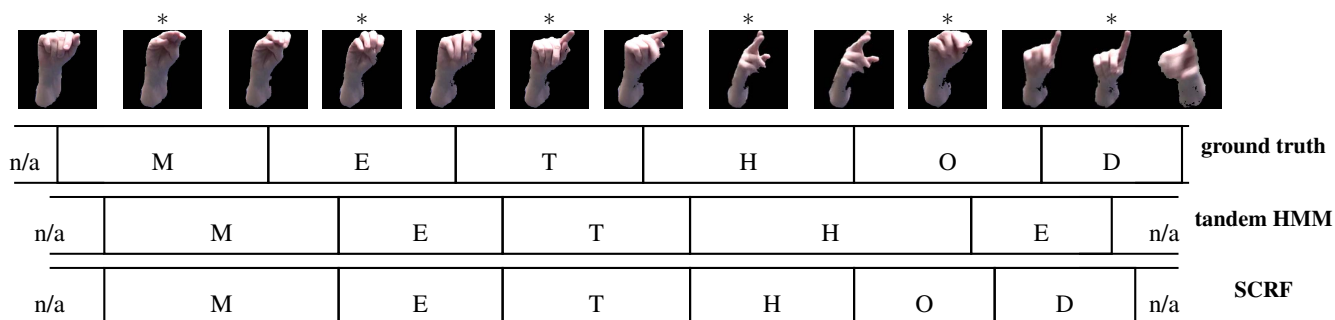 * * * * * *
n/a M E T H O D ground truth
n/a M E T H E n/a tandem HMM
n/a M E T H O D n/a SCRF